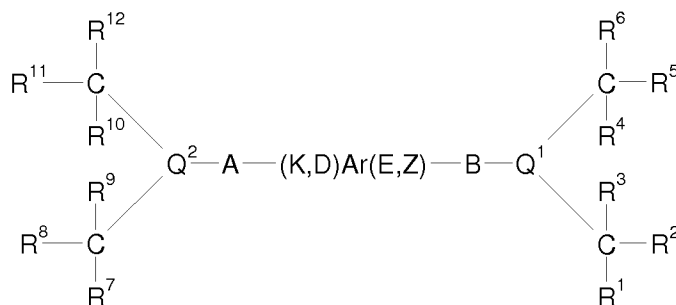 R¹² R⁶
R¹¹ C C R⁵
R¹⁰ R⁴
Q² A (K,D)Ar(E,Z) B Q¹
R⁹ R³
R⁸ C C R²
R⁷ R¹